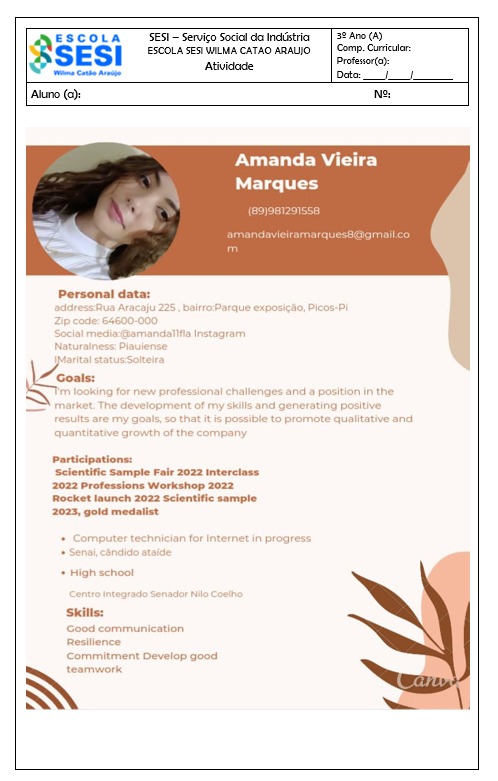 ESCOLA
SESI
Wilma Catão Araújo
SESI – Serviço Social da Indústria
ESCOLA SESI WILMA CATAO ARAUJO
Atividade
3º Ano (A)
Comp. Curricular:
Professor(a):
Data: ____/____/________
Aluno (a):
Nº:
Amanda Vieira
Marques
(89)981291558
amandavieiramarques8@gmail.co
m
Personal data:
address:Rua Aracaju 225 , bairro:Parque exposição, Picos-Pi
Zip code: 64600-000
Social media:@amanda11fla Instagram
Naturalness: Piauiense
lMarital status:Solteira
Goals:
I'm looking for new professional challenges and a position in the
market. The development of my skills and generating positive
results are my goals, so that it is possible to promote qualitative and
quantitative growth of the company
Participations:
Scientific Sample Fair 2022 Interclass
2022 Professions Workshop 2022
Rocket launch 2022 Scientific sample
2023, gold medalist
• Computer technician for Internet in progress
• Senai, cândido ataíde
• High school
Centro Integrado Senador Nilo Coelho
Skills:
Good communication
Resilience
Commitment Develop good
teamwork
Canva